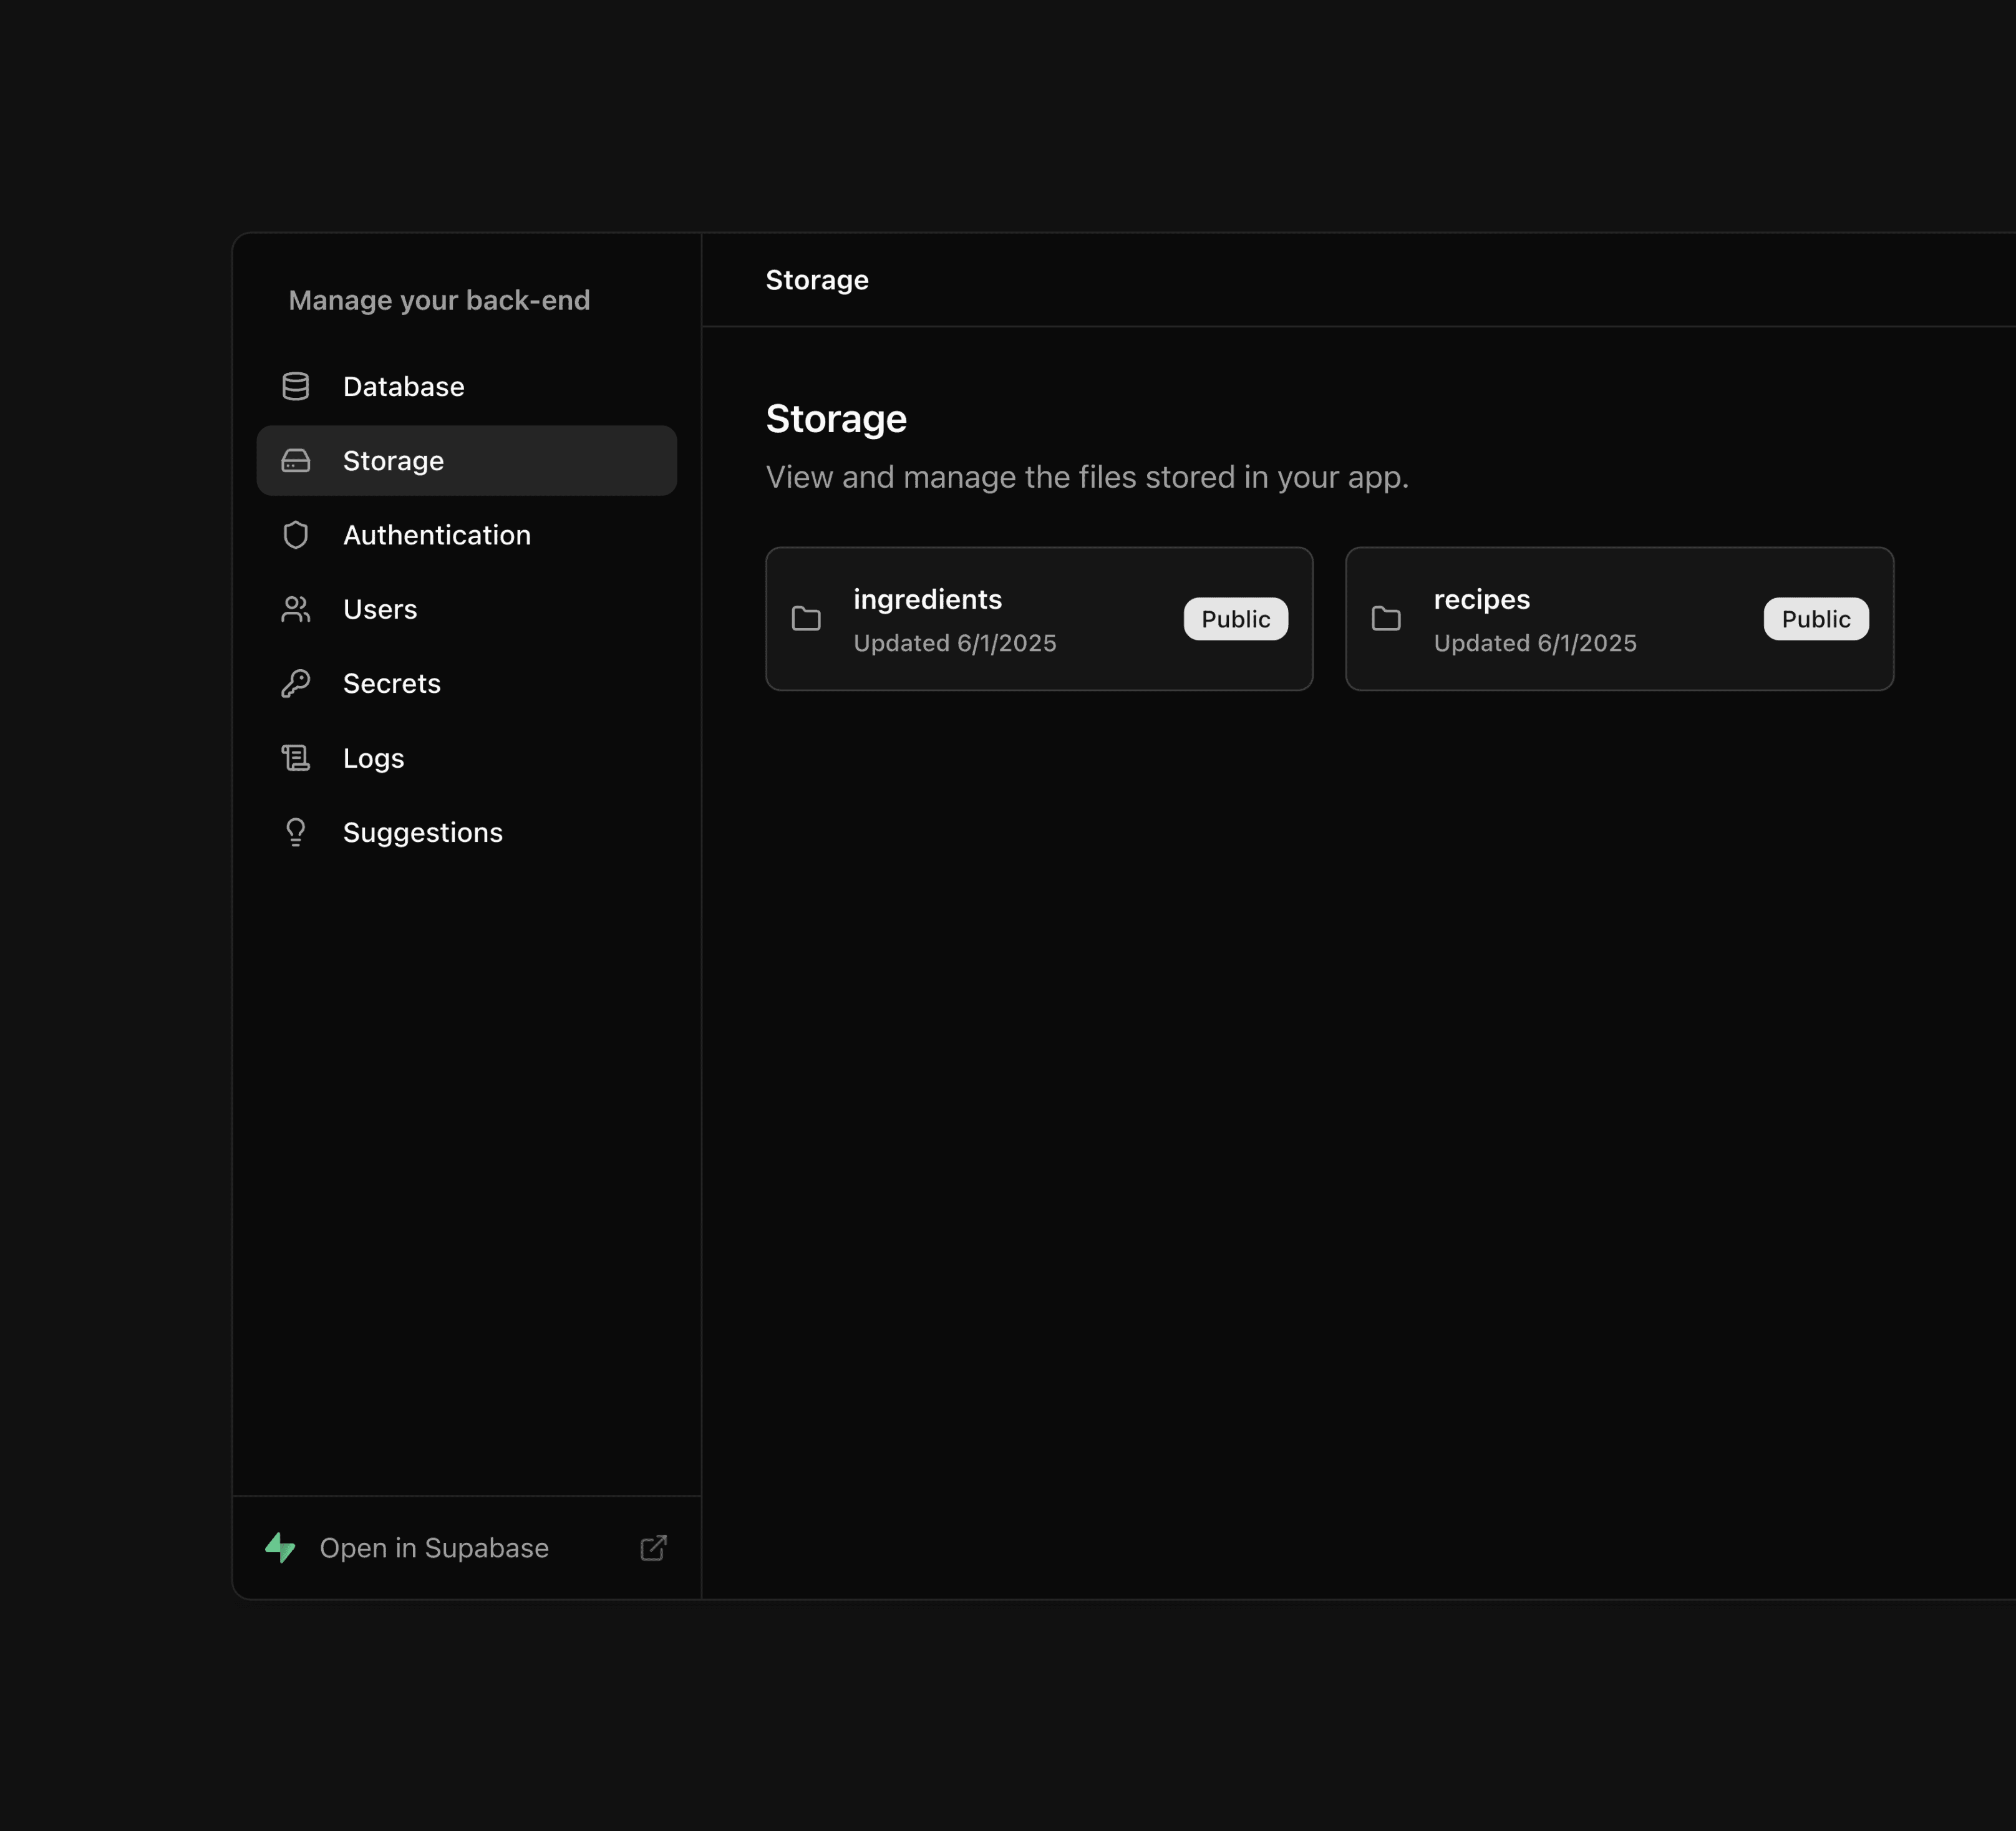 Manage your back-end
Database
Storage
Authentication
Users
Secrets
Logs
Suggestions
Open in Supabase
Storage
Storage
View and manage the files stored in your app.
ingredients
Updated 6/1/2025
Public
recipes
Updated 6/1/2025
Public